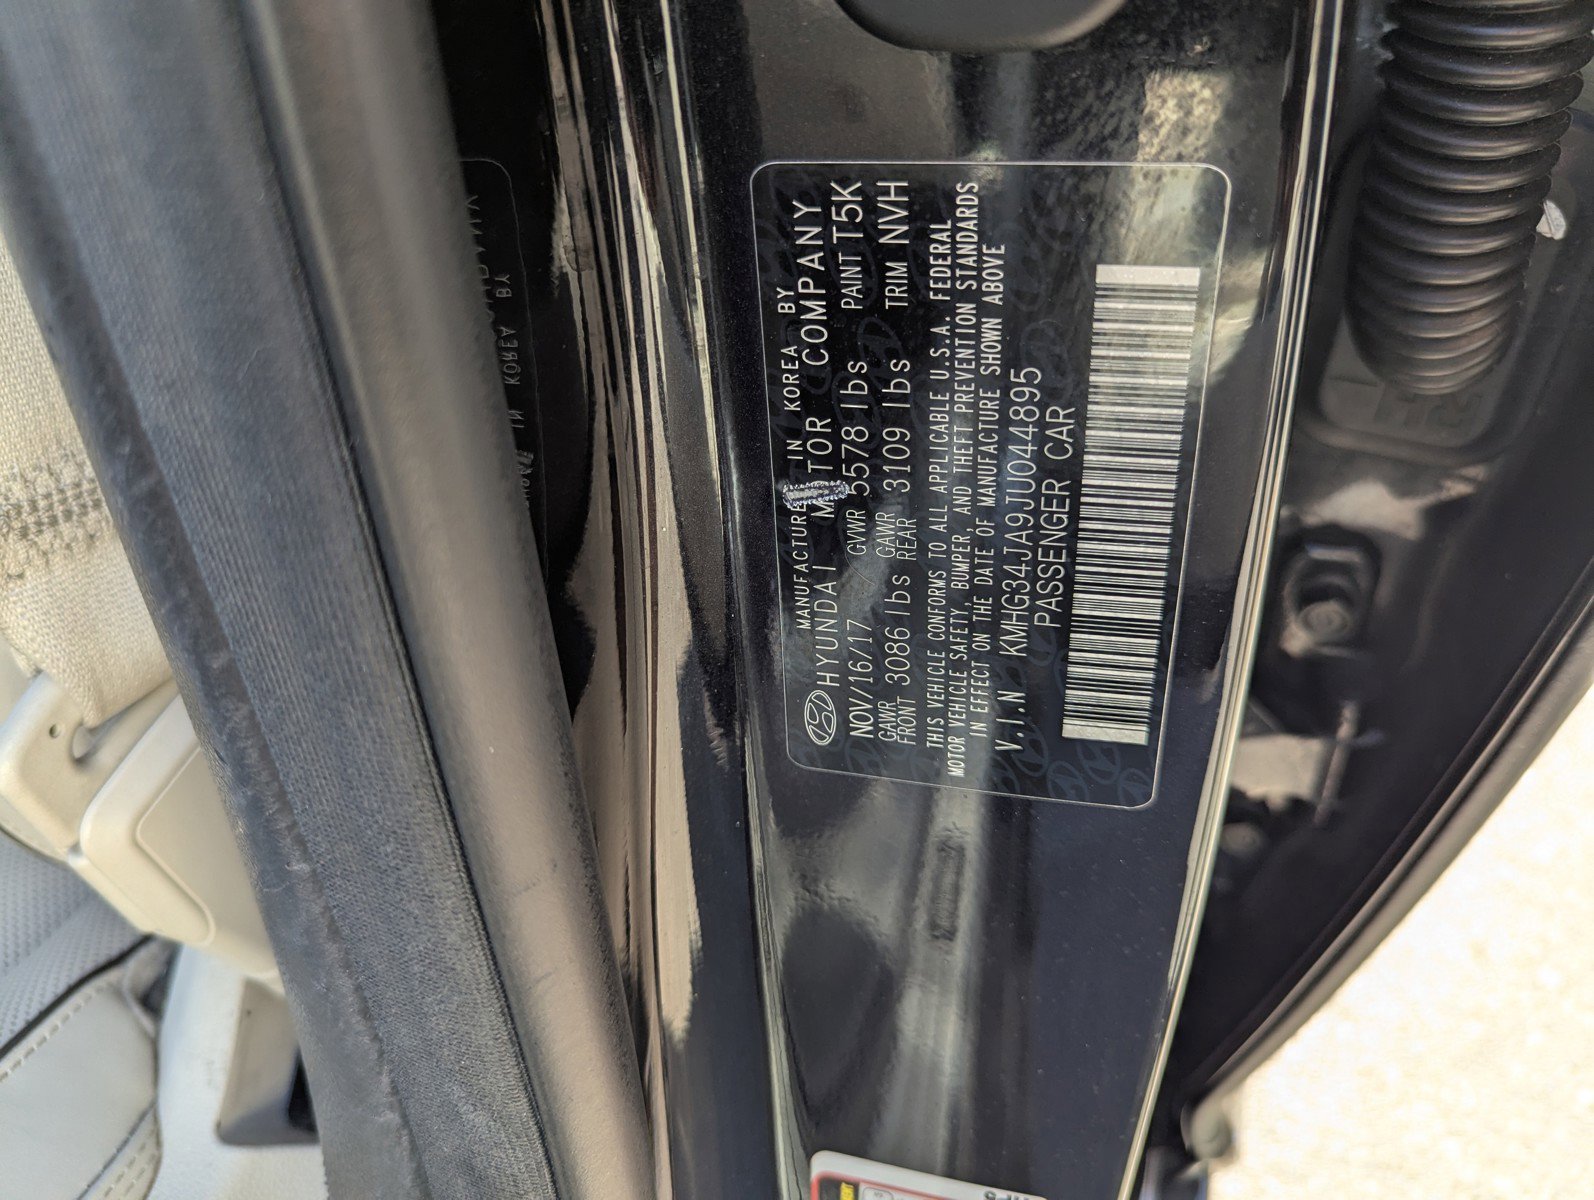 MANUFACTURE IN KOREA BY
HYUNDAI MOTOR COMPANY
NOV/16/17 GVWR 5578 lbs PAINT T5K
GAWR FRONT 3086 lbs GAWR REAR 3109 lbs TRIM NVH
THIS VEHICLE CONFORMS TO ALL APPLICABLE U.S.A. FEDERAL
MOTOR VEHICLE SAFETY, BUMPER, AND THEFT PREVENTION STANDARDS
IN EFFECT ON THE DATE OF MANUFACTURE SHOWN ABOVE
V.I.N KMHG34JA9JU044895
PASSENGER CAR